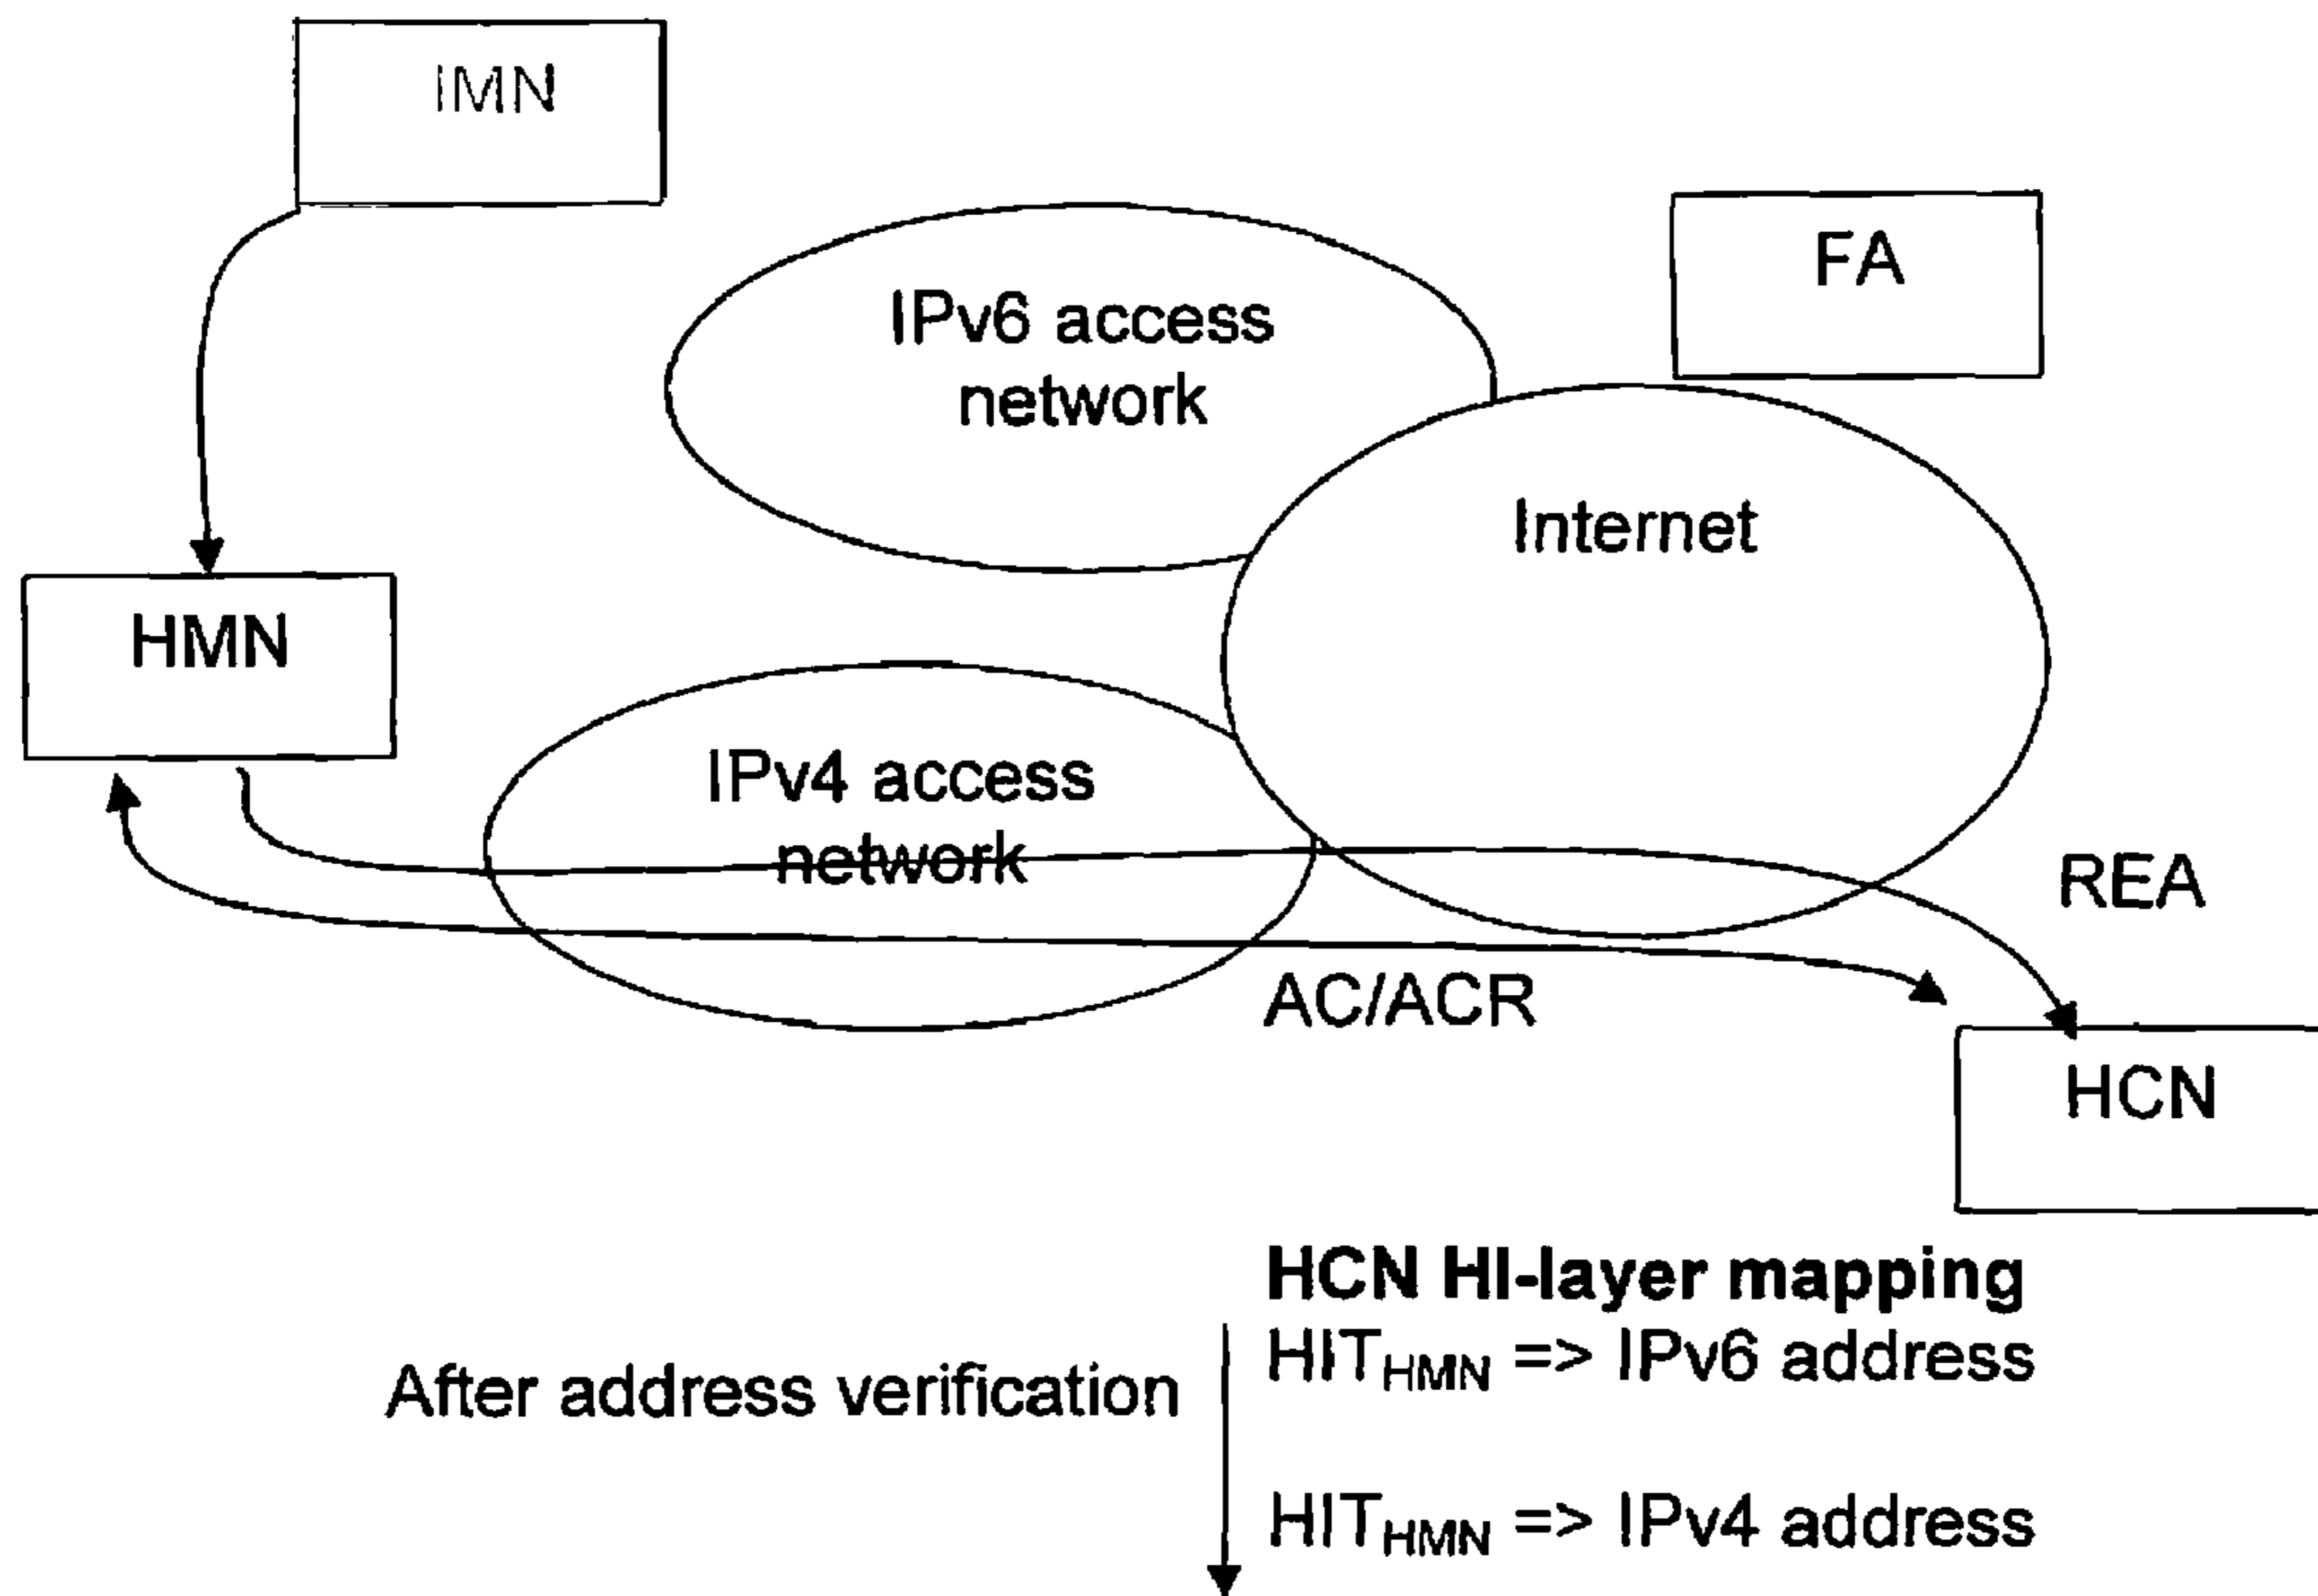 IMN
FA
IPv6 access
network
Internet
HMN
IPv4 access
network
REA
AC/ACR
HCN
HCN HI-layer mapping
HITHMN => IPv6 address
After address verification
HITHMN => IPv4 address